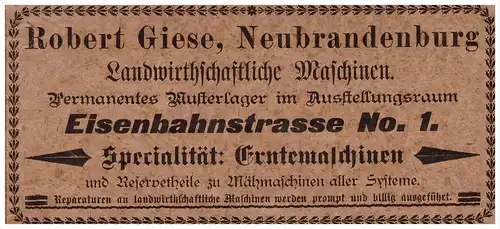 Robert Giese, Neubrandenburg
Landwirthschaftliche Maschinen.
Permanentes Musterlager im Ausstellungsraum
Eisenbahnstrasse No. 1.
Specialität: Erntemaschinen
und Reservetheile zu Mähmaschinen aller Systeme.
Reparaturen an landwirthschaftliche Maschinen werden prompt und billig ausgeführt.